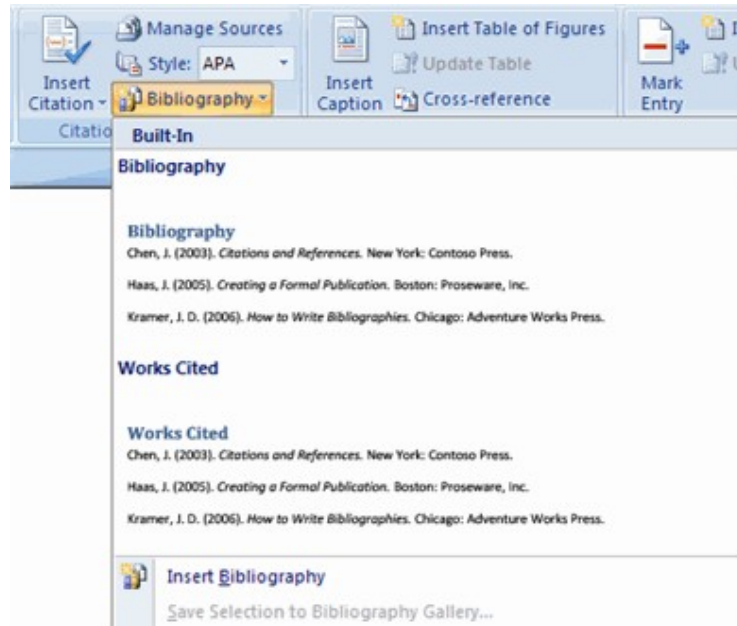 Manage Sources
Style: APA
Bibliography
Insert
Citation
Insert Table of Figures
Update Table
Cross-reference
Insert
Caption
Mark
Entry
Citatio
Built-In
Bibliography
Bibliography
Chen, J. (2003). Citations and References. New York: Contoso Press.
Haas, J. (2005). Creating a Formal Publication. Boston: Proseware, Inc.
Kramer, J. D. (2006). How to Write Bibliographies. Chicago: Adventure Works Press.
Works Cited
Works Cited
Chen, J. (2003). Citations and References. New York: Contoso Press.
Haas, J. (2005). Creating a Formal Publication. Boston: Proseware, Inc.
Kramer, J. D. (2006). How to Write Bibliographies. Chicago: Adventure Works Press.
Insert Bibliography
Save Selection to Bibliography Gallery...